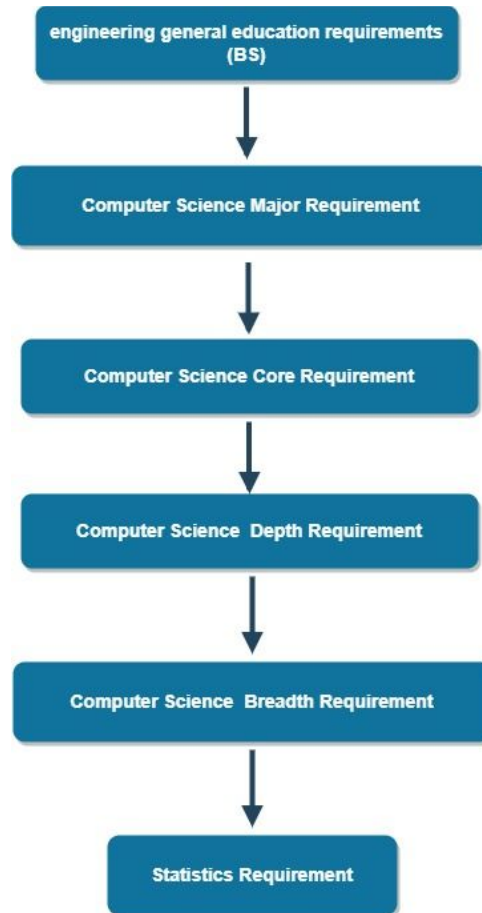 engineering general education requirements
(BS)
Computer Science Major Requirement
Computer Science Core Requirement
Computer Science Depth Requirement
Computer Science Breadth Requirement
Statistics Requirement